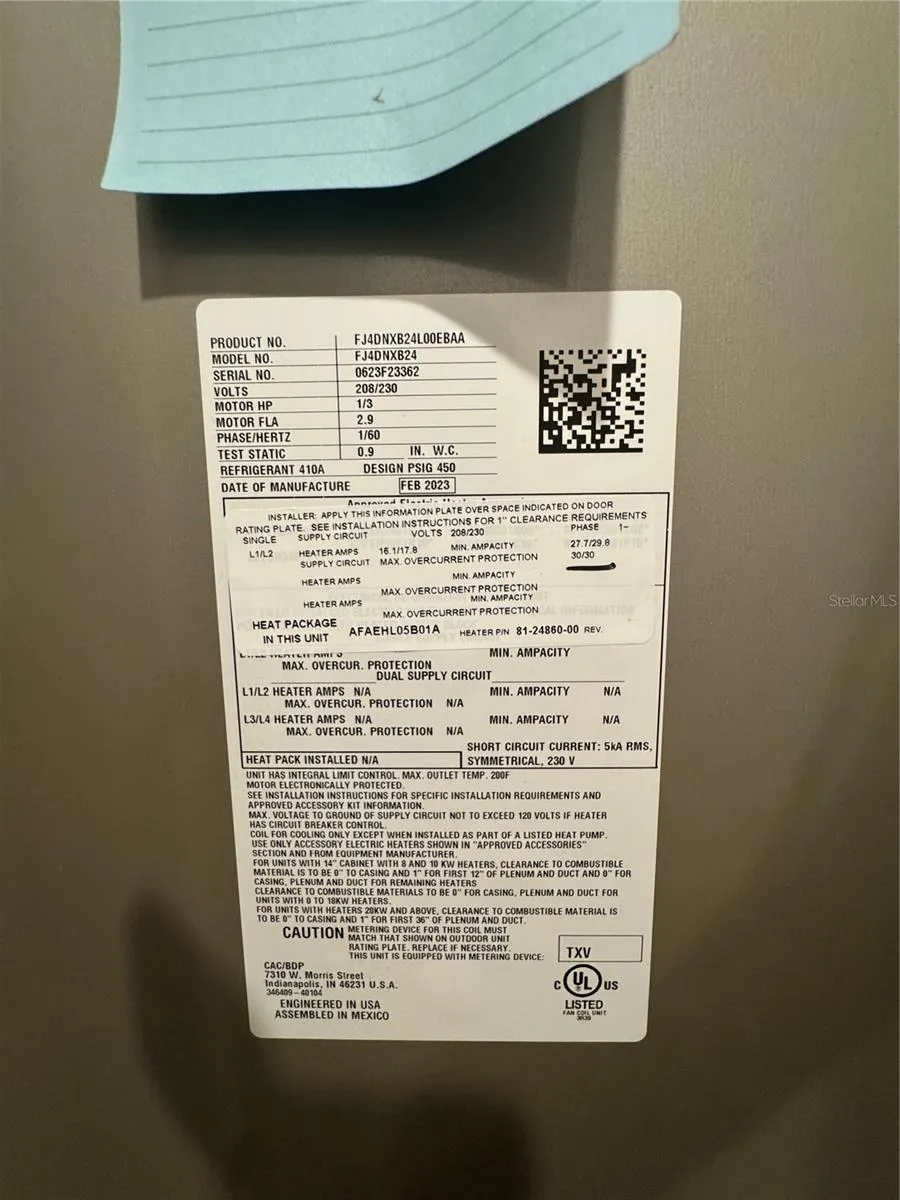 PRODUCT NO. FJ4DNXB24L00EBAA
MODEL NO. FJ4DNXB24
SERIAL NO. 0623F23362
VOLTS 208/230
MOTOR HP 1/3
MOTOR FLA 2.9
PHASE/HERTZ 1/60
TEST STATIC 0.9 IN. W.C.
REFRIGERANT 410A DESIGN PSIG 450
DATE OF MANUFACTURE FEB 2023
INSTALLER: APPLY THIS INFORMATION PLATE OVER SPACE INDICATED ON DOOR
RATING PLATE. SEE INSTALLATION INSTRUCTIONS FOR 1" CLEARANCE REQUIREMENTS
SINGLE SUPPLY CIRCUIT VOLTS 208/230 PHASE 1~
L1/L2 HEATER AMPS 16.1/17.8 MIN. AMPACITY 27.7/29.8
SUPPLY CIRCUIT MAX. OVERCURRENT PROTECTION 30/30
HEATER AMPS MIN. AMPACITY
MAX. OVERCURRENT PROTECTION
HEATER AMPS MIN. AMPACITY
MAX. OVERCURRENT PROTECTION
HEAT PACKAGE
IN THIS UNIT AFAEHL05B01A HEATER P/N 81-24860-00 REV.
MIN. AMPACITY
MAX. OVERCUR. PROTECTION
DUAL SUPPLY CIRCUIT
L1/L2 HEATER AMPS N/A MIN. AMPACITY N/A
MAX. OVERCUR. PROTECTION N/A
L3/L4 HEATER AMPS N/A MIN. AMPACITY N/A
MAX. OVERCUR. PROTECTION N/A
SHORT CIRCUIT CURRENT: 5kA RMS,
HEAT PACK INSTALLED N/A SYMMETRICAL, 230 V
UNIT HAS INTEGRAL LIMIT CONTROL. MAX. OUTLET TEMP. 200F
MOTOR ELECTRONICALLY PROTECTED.
SEE INSTALLATION INSTRUCTIONS FOR SPECIFIC INSTALLATION REQUIREMENTS AND
APPROVED ACCESSORY KIT INFORMATION.
MAX. VOLTAGE TO GROUND OF SUPPLY CIRCUIT NOT TO EXCEED 120 VOLTS IF HEATER
HAS CIRCUIT BREAKER CONTROL.
COIL FOR COOLING ONLY EXCEPT WHEN INSTALLED AS PART OF A LISTED HEAT PUMP.
USE ONLY ACCESSORY ELECTRIC HEATERS SHOWN IN "APPROVED ACCESSORIES"
SECTION AND FROM EQUIPMENT MANUFACTURER.
FOR UNITS WITH 14" CABINET WITH 8 AND 10 KW HEATERS, CLEARANCE TO COMBUSTIBLE
MATERIAL IS TO BE 0" TO CASING AND 1" FOR FIRST 12" OF PLENUM AND DUCT AND 0" FOR
CASING, PLENUM AND DUCT FOR REMAINING HEATERS
CLEARANCE TO COMBUSTIBLE MATERIALS TO BE 0" FOR CASING, PLENUM AND DUCT FOR
UNITS WITH 0 TO 18KW HEATERS.
FOR UNITS WITH HEATERS 20KW AND ABOVE, CLEARANCE TO COMBUSTIBLE MATERIAL IS
TO BE 0" TO CASING AND 1" FOR FIRST 36" OF PLENUM AND DUCT.
CAUTION METERING DEVICE FOR THIS COIL MUST
MATCH THAT SHOWN ON OUTDOOR UNIT
RATING PLATE. REPLACE IF NECESSARY.
THIS UNIT IS EQUIPPED WITH METERING DEVICE: TXV
CAC/BDP
7310 W. Morris Street
Indianapolis, IN 46231 U.S.A.
346409-40104
ENGINEERED IN USA
ASSEMBLED IN MEXICO
C UL US
LISTED
FAN COIL UNIT
3R39
StellarMLS